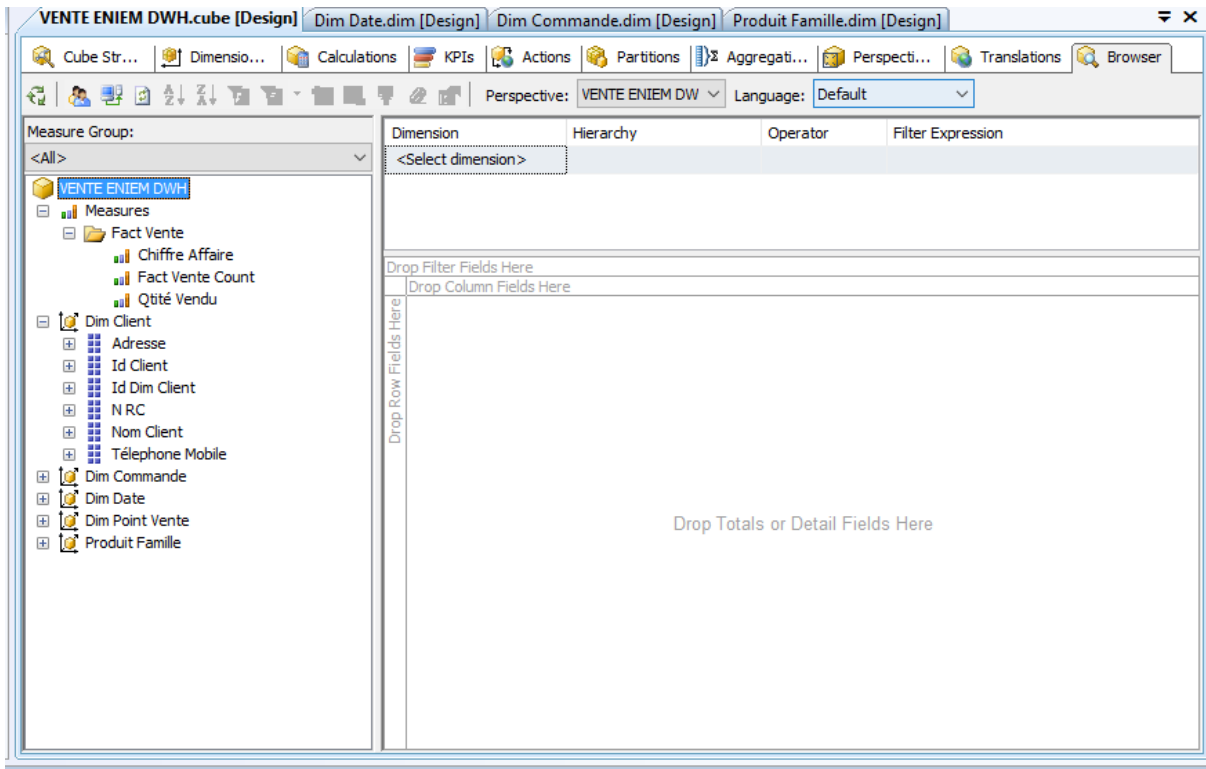 VENTE ENIEM DWH.cube [Design] Dim Date.dim [Design] Dim Commande.dim [Design] Produit Famille.dim [Design]
Cube Str... Dimensio... Calculations KPIs Actions Partitions Aggregati... Perspecti... Translations Browser
Perspective: VENTE ENIEM DW Language: Default
Measure Group:
<All>
VENTE ENIEM DWH
Measures
Fact Vente
Chiffre Affaire
Fact Vente Count
Qtité Vendu
Dim Client
Adresse
Id Client
Id Dim Client
N RC
Nom Client
Télephone Mobile
Dim Commande
Dim Date
Dim Point Vente
Produit Famille
Dimension Hierarchy Operator Filter Expression
<Select dimension>
Drop Filter Fields Here
Drop Column Fields Here
Drop Row Fields Here
Drop Totals or Detail Fields Here